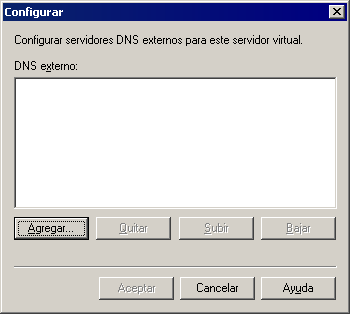 Configurar
Configurar servidores DNS externos para este servidor virtual.
DNS externo:
Agregar... Quitar Subir Bajar
Aceptar Cancelar Ayuda